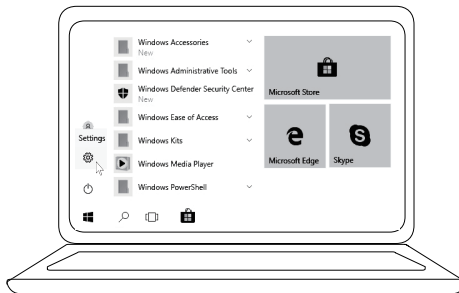 Windows Accessories
New
Windows Administrative Tools
Windows Defender Security Center
New
Windows Ease of Access
Windows Kits
Windows Media Player
Windows PowerShell
Settings
Microsoft Store
Microsoft Edge
Skype